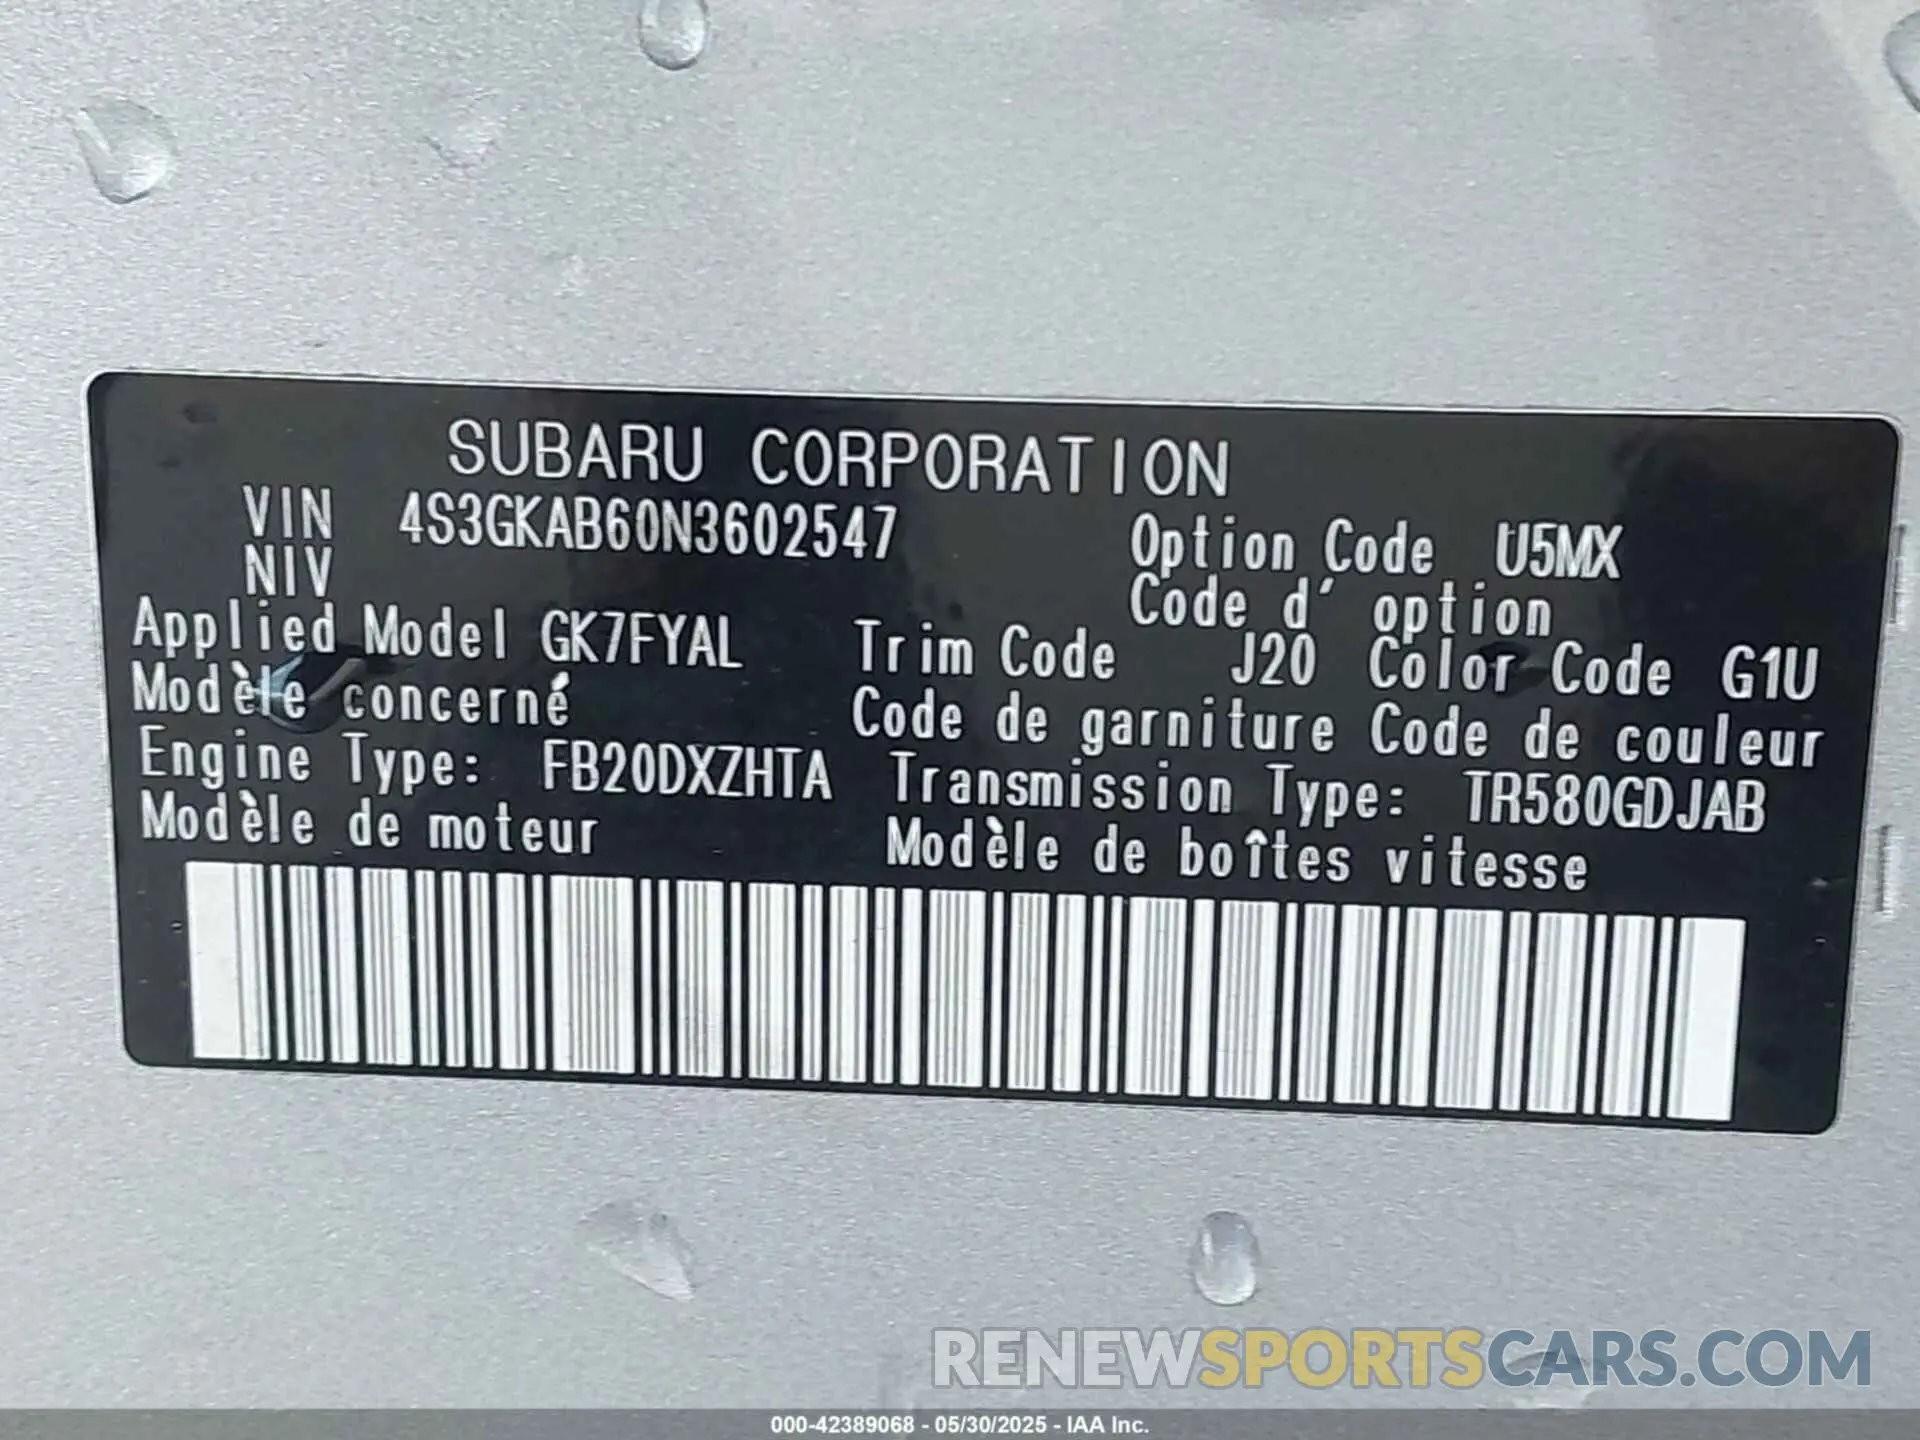 SUBARU CORPORATION
VIN 4S3GKAB60N3602547 Option Code U5MX
NIV Code d' option
Applied Model GK7FYAL Trim Code J20 Color Code G1U
Modèle concerné Code de garniture Code de couleur
Engine Type: FB20DXZHTA Transmission Type: TR580GDJAB
Modèle de moteur Modèle de boîtes vitesse
RENEWSPORTSCARS.COM
000-42389068 - 05/30/2025 - IAA Inc.